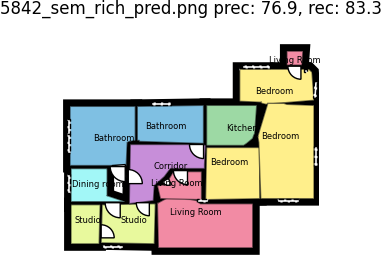 5842_sem_rich_pred.png prec: 76.9, rec: 83.3
Living Room
Bedroom
Bathroom
Kitchen
Bathroom
Bedroom
Corridor
Bedroom
Dining room
Living Room
Living Room
Studio
Studio